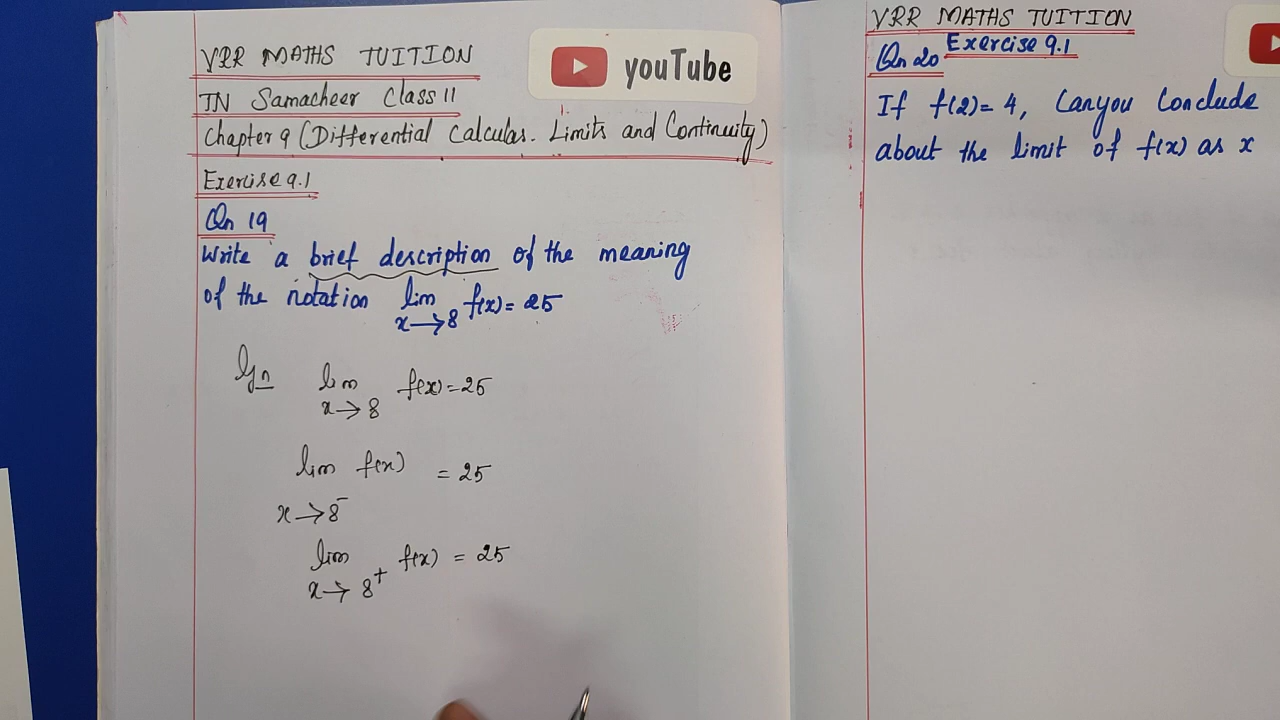 VRR MATHS TUITION
YouTube
TN Samacheer Class 11
Chapter 9 (Differential Calculas. Limits and Continuity)
Exercise 9.1
Qn 19
Write a brief description of the meaning
of the notation lim f(x) = 25
x→8
lim f(x) = 25
x→8
lim f(x) = 25
x→8⁻
lim f(x) = 25
x→8⁺
VRR MATHS TUITION
Qn 20 Exercise 9.1
If f(2) = 4, Can you Conclude
about the limit of f(x) as x